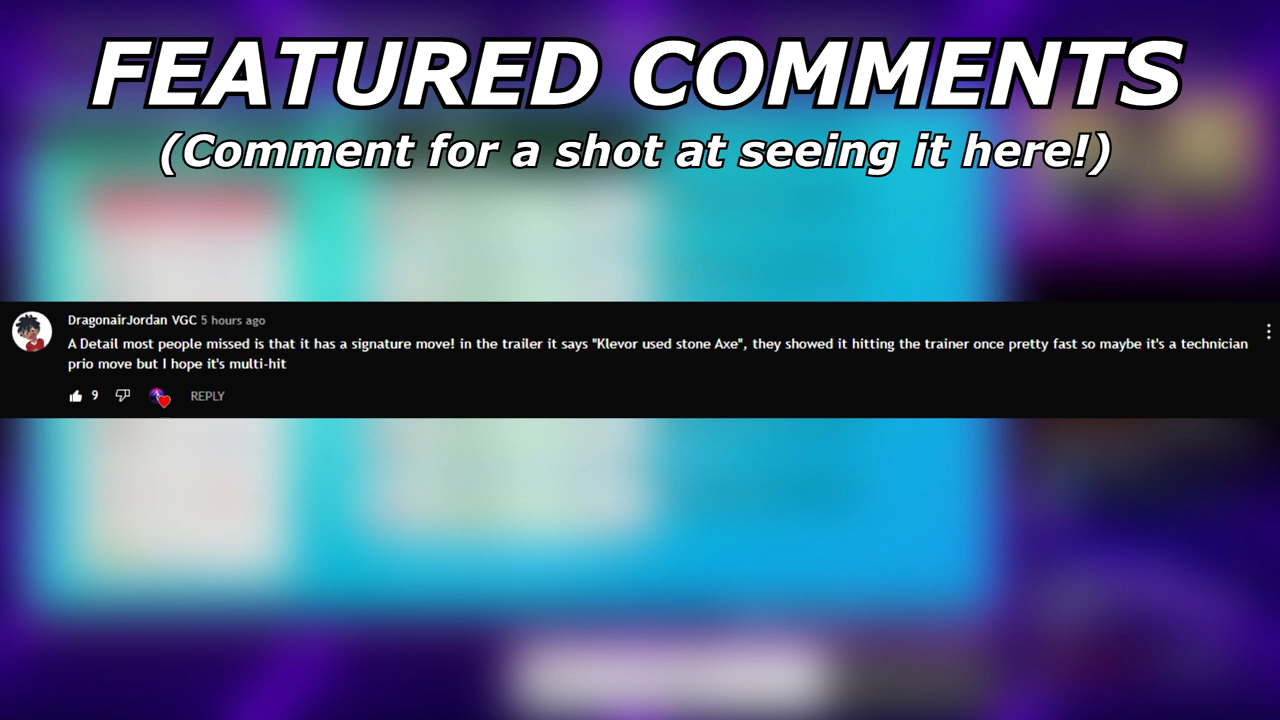 FEATURED COMMENTS
(Comment for a shot at seeing it here!)
DragonairJordan VGC 5 hours ago
A Detail most people missed is that it has a signature move! in the trailer it says "Klevor used stone Axe", they showed it hitting the trainer once pretty fast so maybe it's a technician
prio move but I hope it's multi-hit
9 REPLY